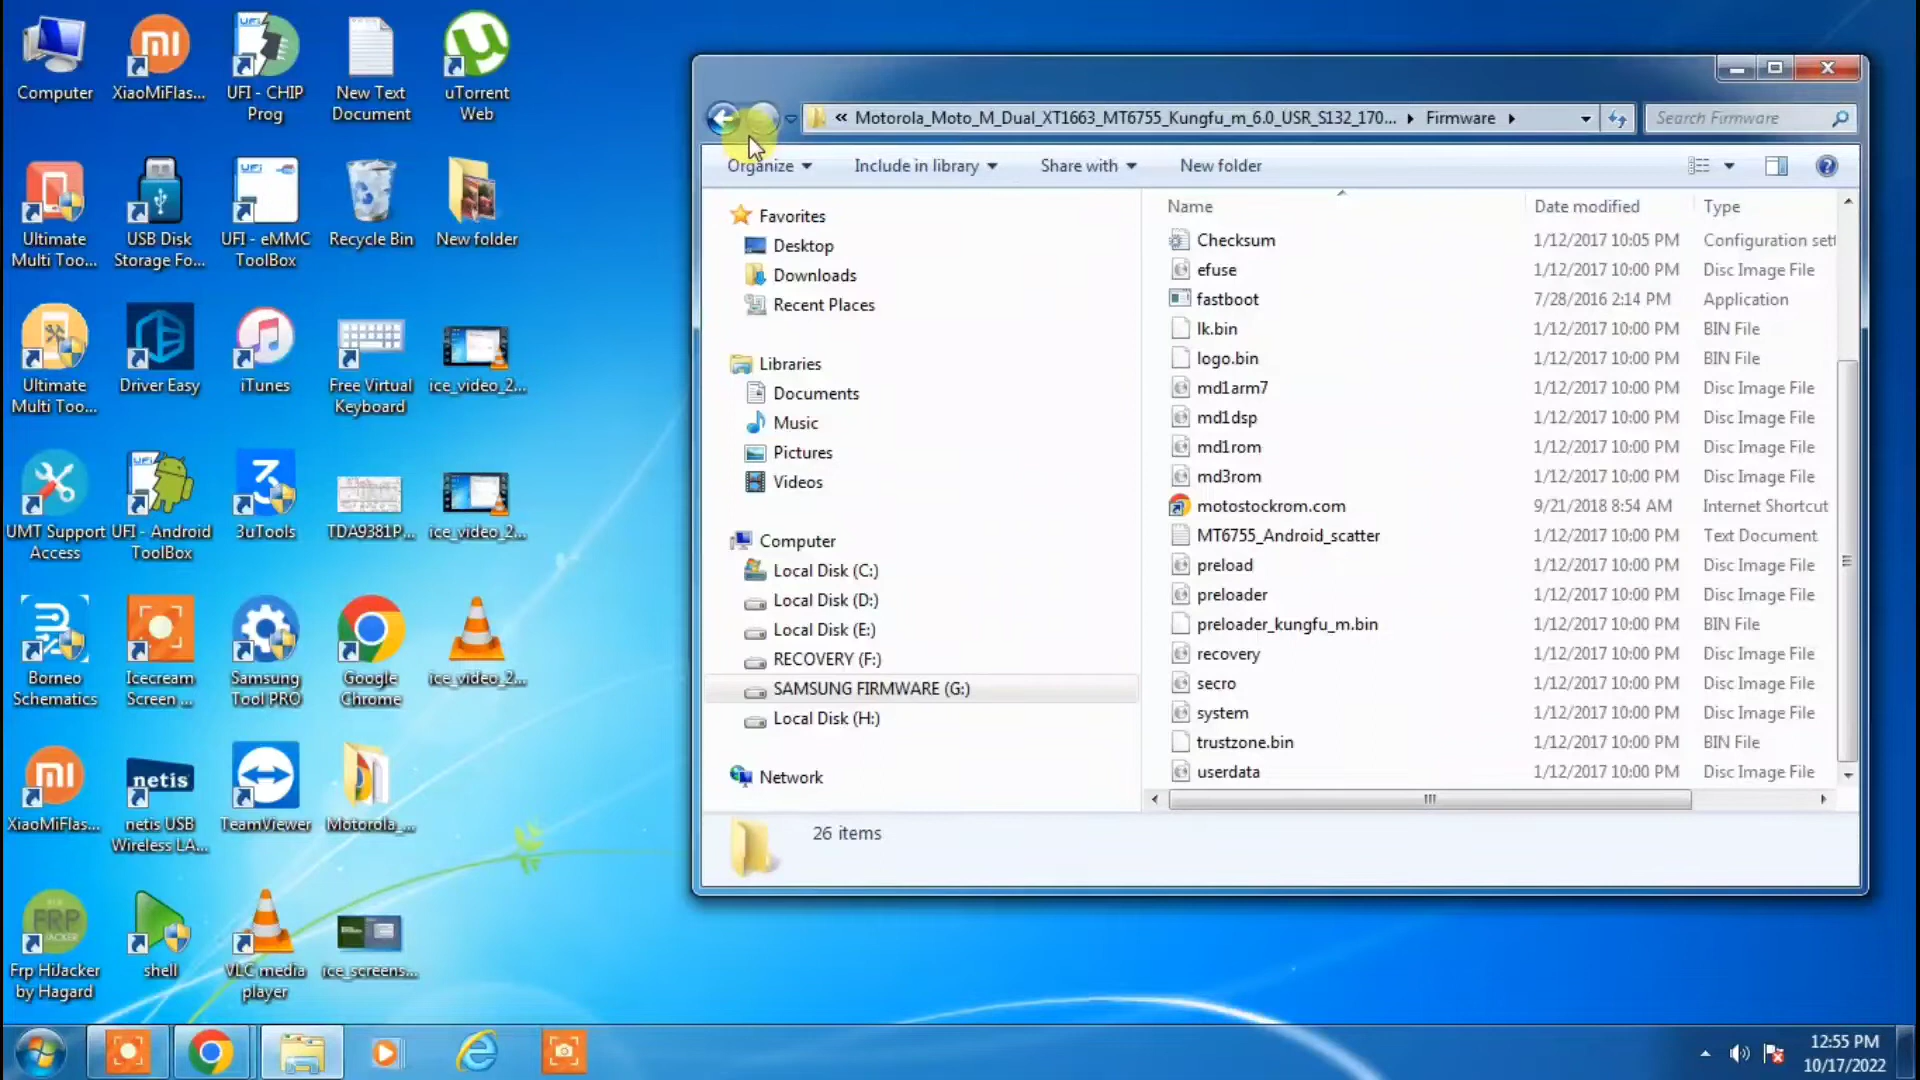 Computer
XiaoMiFlas...
UFI - CHIP
Prog
New Text
Document
uTorrent
Web
Ultimate
Multi Too...
USB Disk
Storage Fo...
UFI - eMMC
ToolBox
Recycle Bin
New folder
Ultimate
Multi Too...
Driver Easy
iTunes
Free Virtual
Keyboard
ice_video_2...
UMT Support
Access
UFI - Android
ToolBox
3uTools
TDA9381P...
ice_video_2...
Borneo
Schematics
Icecream
Screen ...
Samsung
Tool PRO
Google
Chrome
ice_video_2...
XiaoMiFlas...
netis
netis USB
Wireless LA...
TeamViewer
Motorola_...
FRP
Frp HiJacker
by Hagard
shell
VLC media
player
ice_screens...
« Motorola_Moto_M_Dual_XT1663_MT6755_Kungfu_m_6.0_USR_S132_170... Firmware
Search Firmware
Organize
Include in library
Share with
New folder
Favorites
Desktop
Downloads
Recent Places
Libraries
Documents
Music
Pictures
Videos
Computer
Local Disk (C:)
Local Disk (D:)
Local Disk (E:)
RECOVERY (F:)
SAMSUNG FIRMWARE (G:)
Local Disk (H:)
Network
Name Date modified Type
Checksum 1/12/2017 10:05 PM Configuration sett
efuse 1/12/2017 10:00 PM Disc Image File
fastboot 7/28/2016 2:14 PM Application
lk.bin 1/12/2017 10:00 PM BIN File
logo.bin 1/12/2017 10:00 PM BIN File
md1arm7 1/12/2017 10:00 PM Disc Image File
md1dsp 1/12/2017 10:00 PM Disc Image File
md1rom 1/12/2017 10:00 PM Disc Image File
md3rom 1/12/2017 10:00 PM Disc Image File
motostockrom.com 9/21/2018 8:54 AM Internet Shortcut
MT6755_Android_scatter 1/12/2017 10:00 PM Text Document
preload 1/12/2017 10:00 PM Disc Image File
preloader 1/12/2017 10:00 PM Disc Image File
preloader_kungfu_m.bin 1/12/2017 10:00 PM BIN File
recovery 1/12/2017 10:00 PM Disc Image File
secro 1/12/2017 10:00 PM Disc Image File
system 1/12/2017 10:00 PM Disc Image File
trustzone.bin 1/12/2017 10:00 PM BIN File
userdata 1/12/2017 10:00 PM Disc Image File
26 items
12:55 PM
10/17/2022